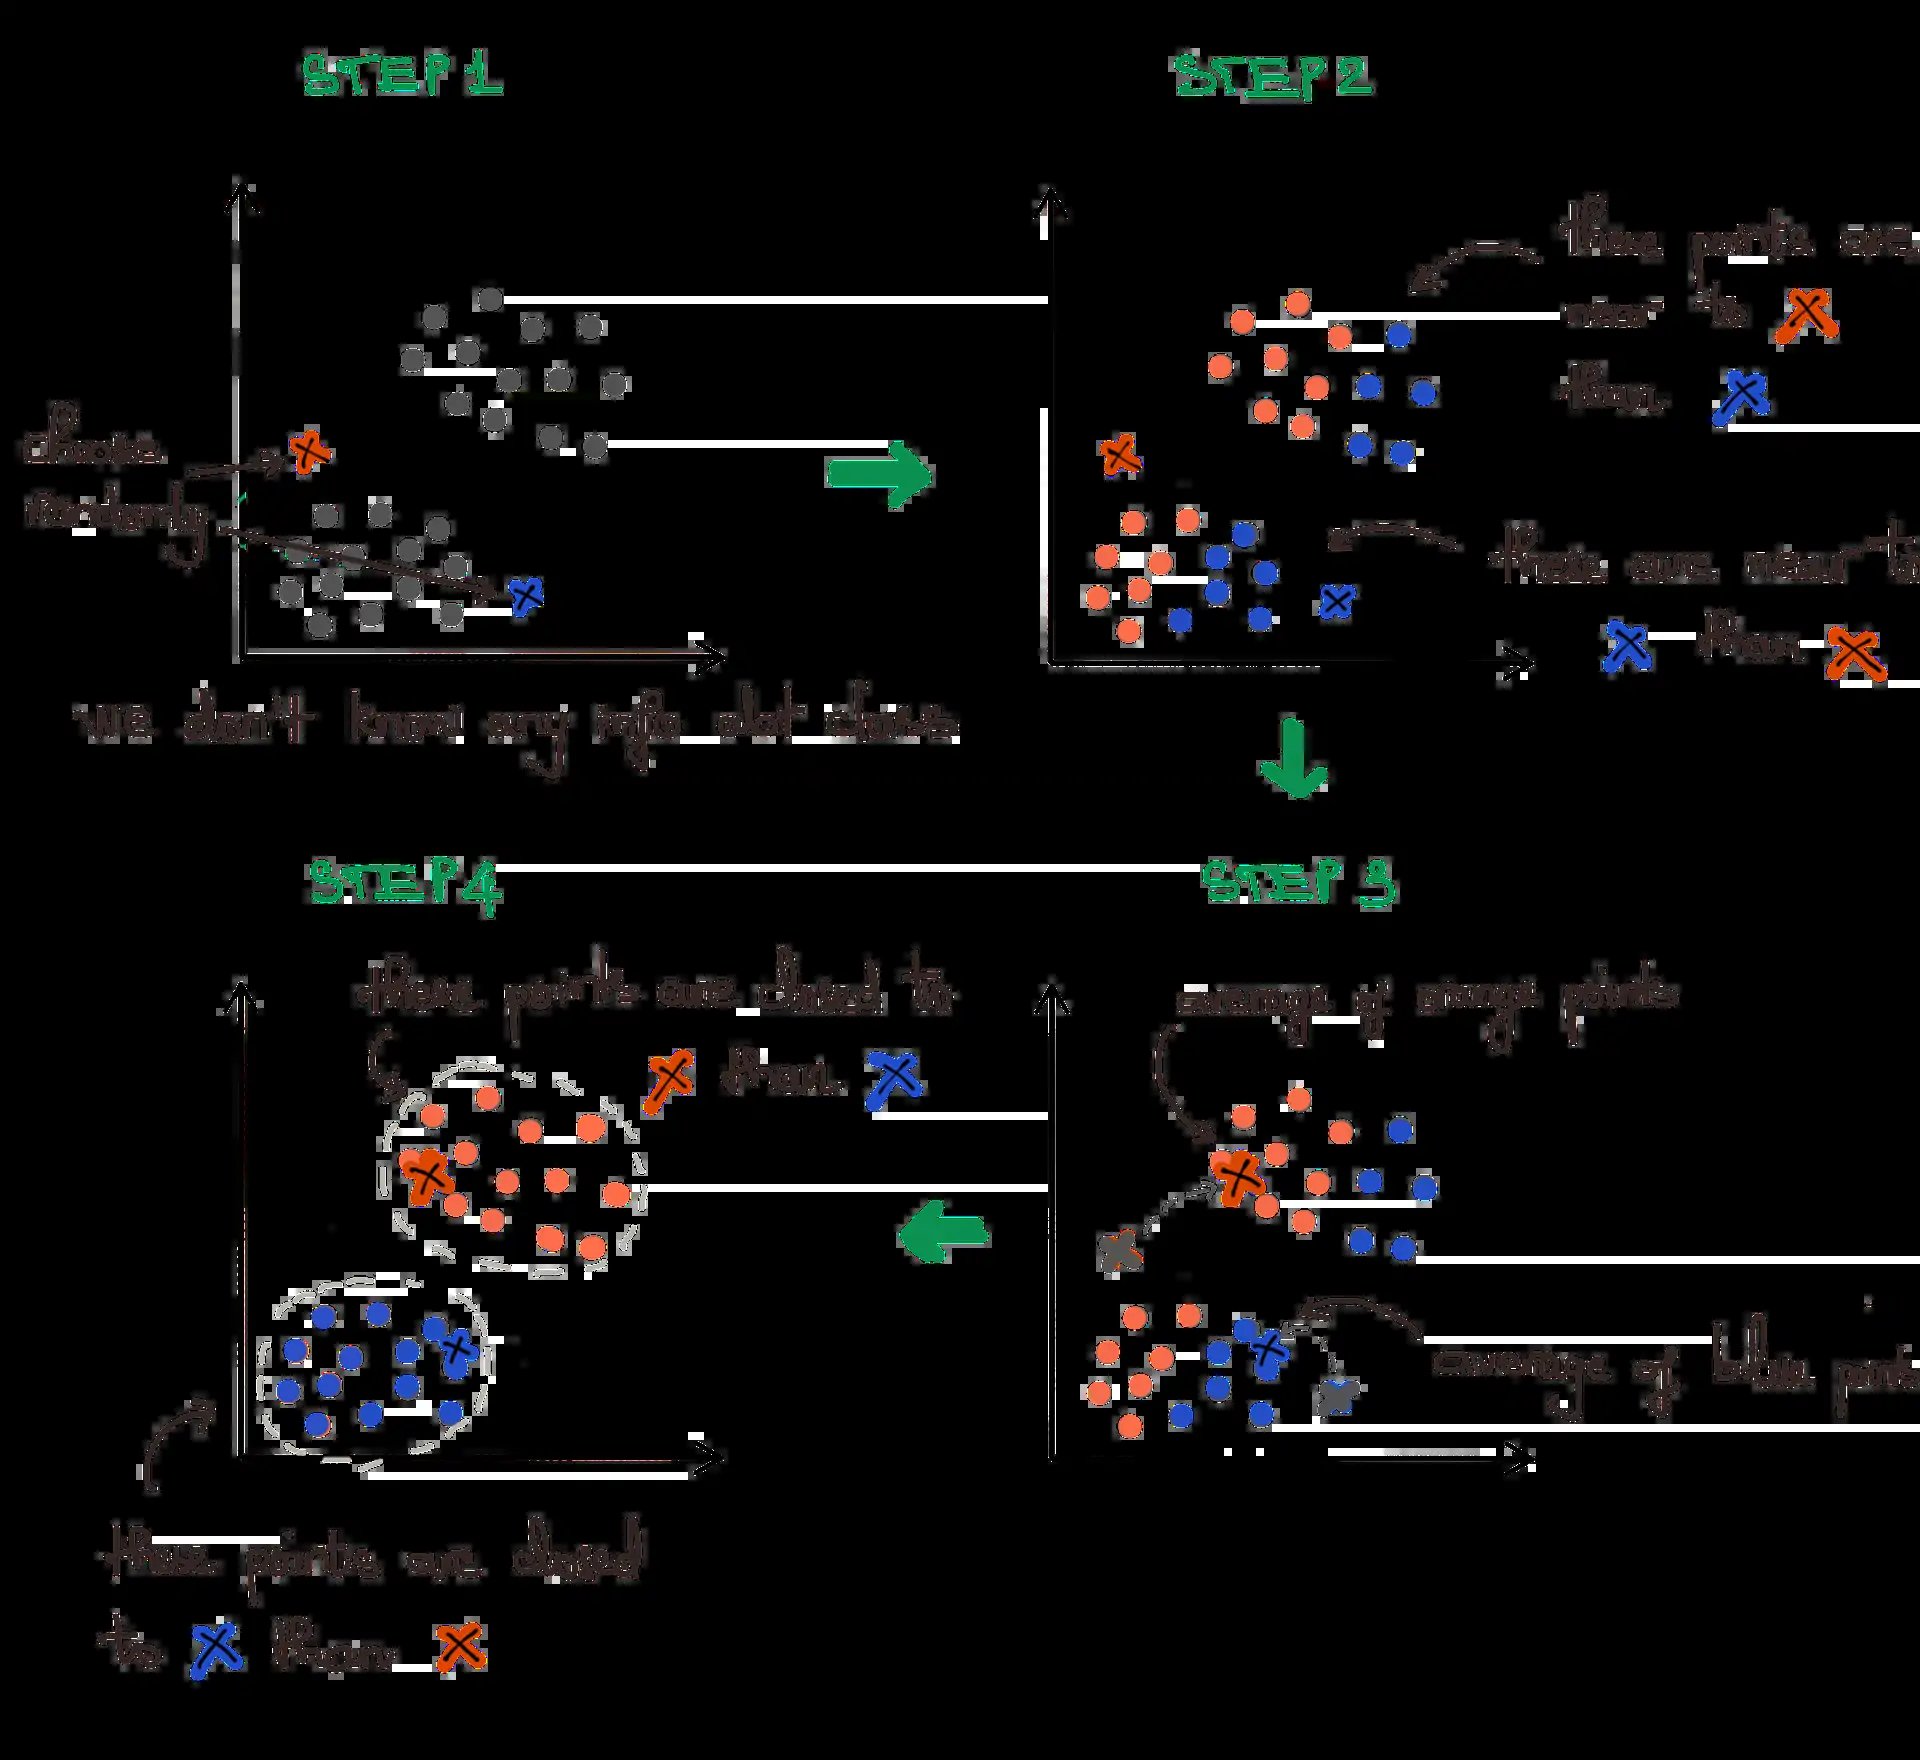 STEP 1
STEP 2
choose
randomly
these points are
near to
than
these are near to
than
we don't know any info abt class
STEP 4
STEP 3
these points are closed to
than
average of orange points
average of blue points
these points are closed
to than